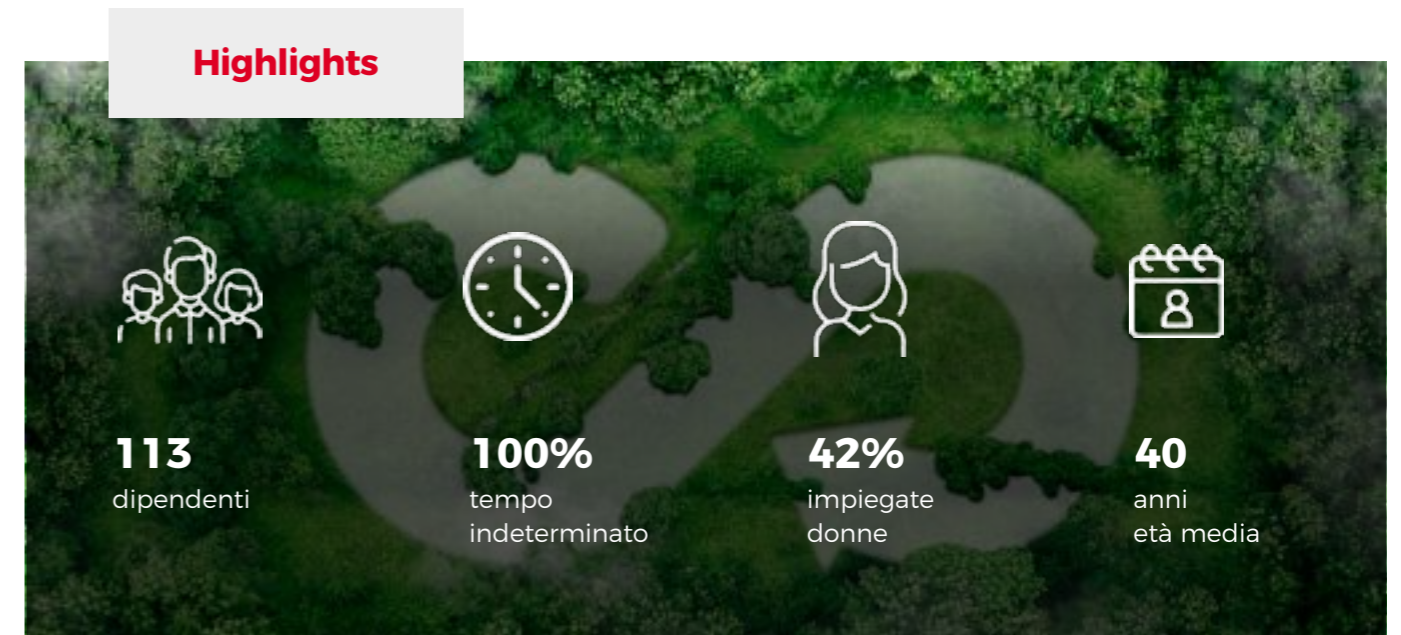 Highlights
113
dipendenti
100%
tempo
indeterminato
42%
impiegate
donne
40
anni
età media